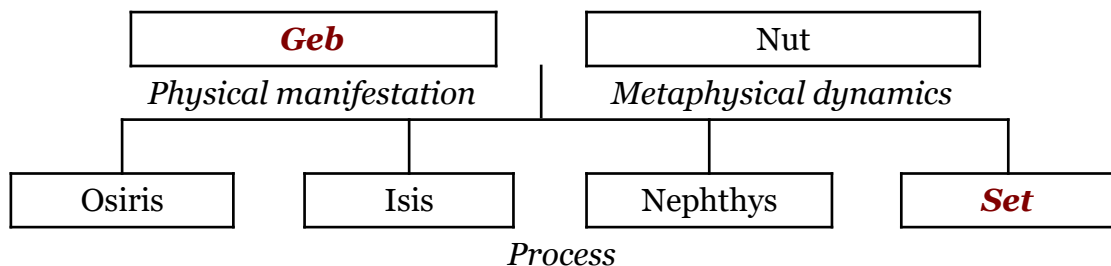 Geb Nut
Physical manifestation Metaphysical dynamics
Osiris Isis Nephthys Set
Process